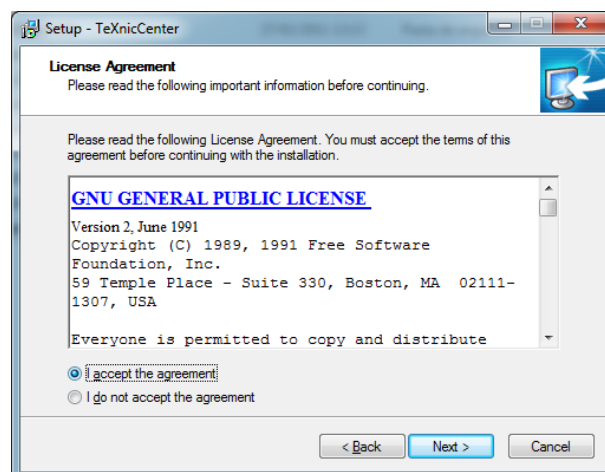 Setup - TeXnicCenter
License Agreement
Please read the following important information before continuing.
Please read the following License Agreement. You must accept the terms of this
agreement before continuing with the installation.
GNU GENERAL PUBLIC LICENSE
Version 2, June 1991
Copyright (C) 1989, 1991 Free Software
Foundation, Inc.
59 Temple Place - Suite 330, Boston, MA  02111-
1307, USA
Everyone is permitted to copy and distribute
I accept the agreement
I do not accept the agreement
< Back
Next >
Cancel